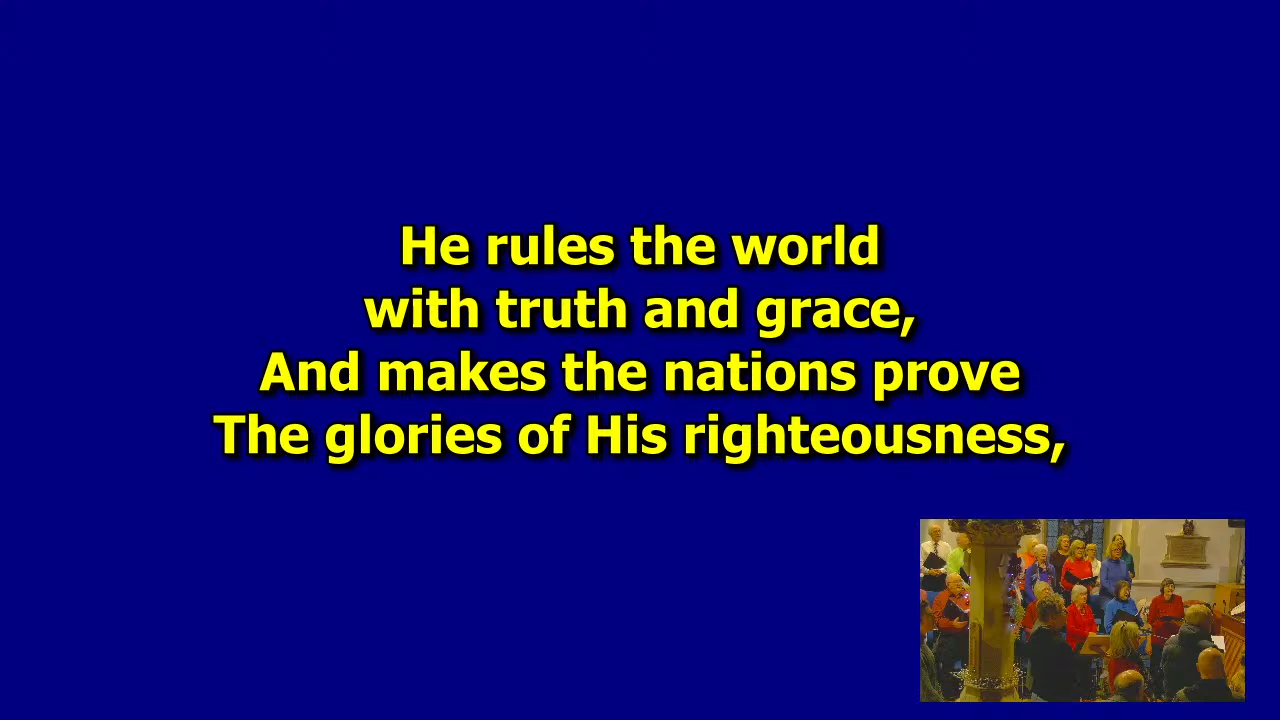 He rules the world
with truth and grace,
And makes the nations prove
The glories of His righteousness,